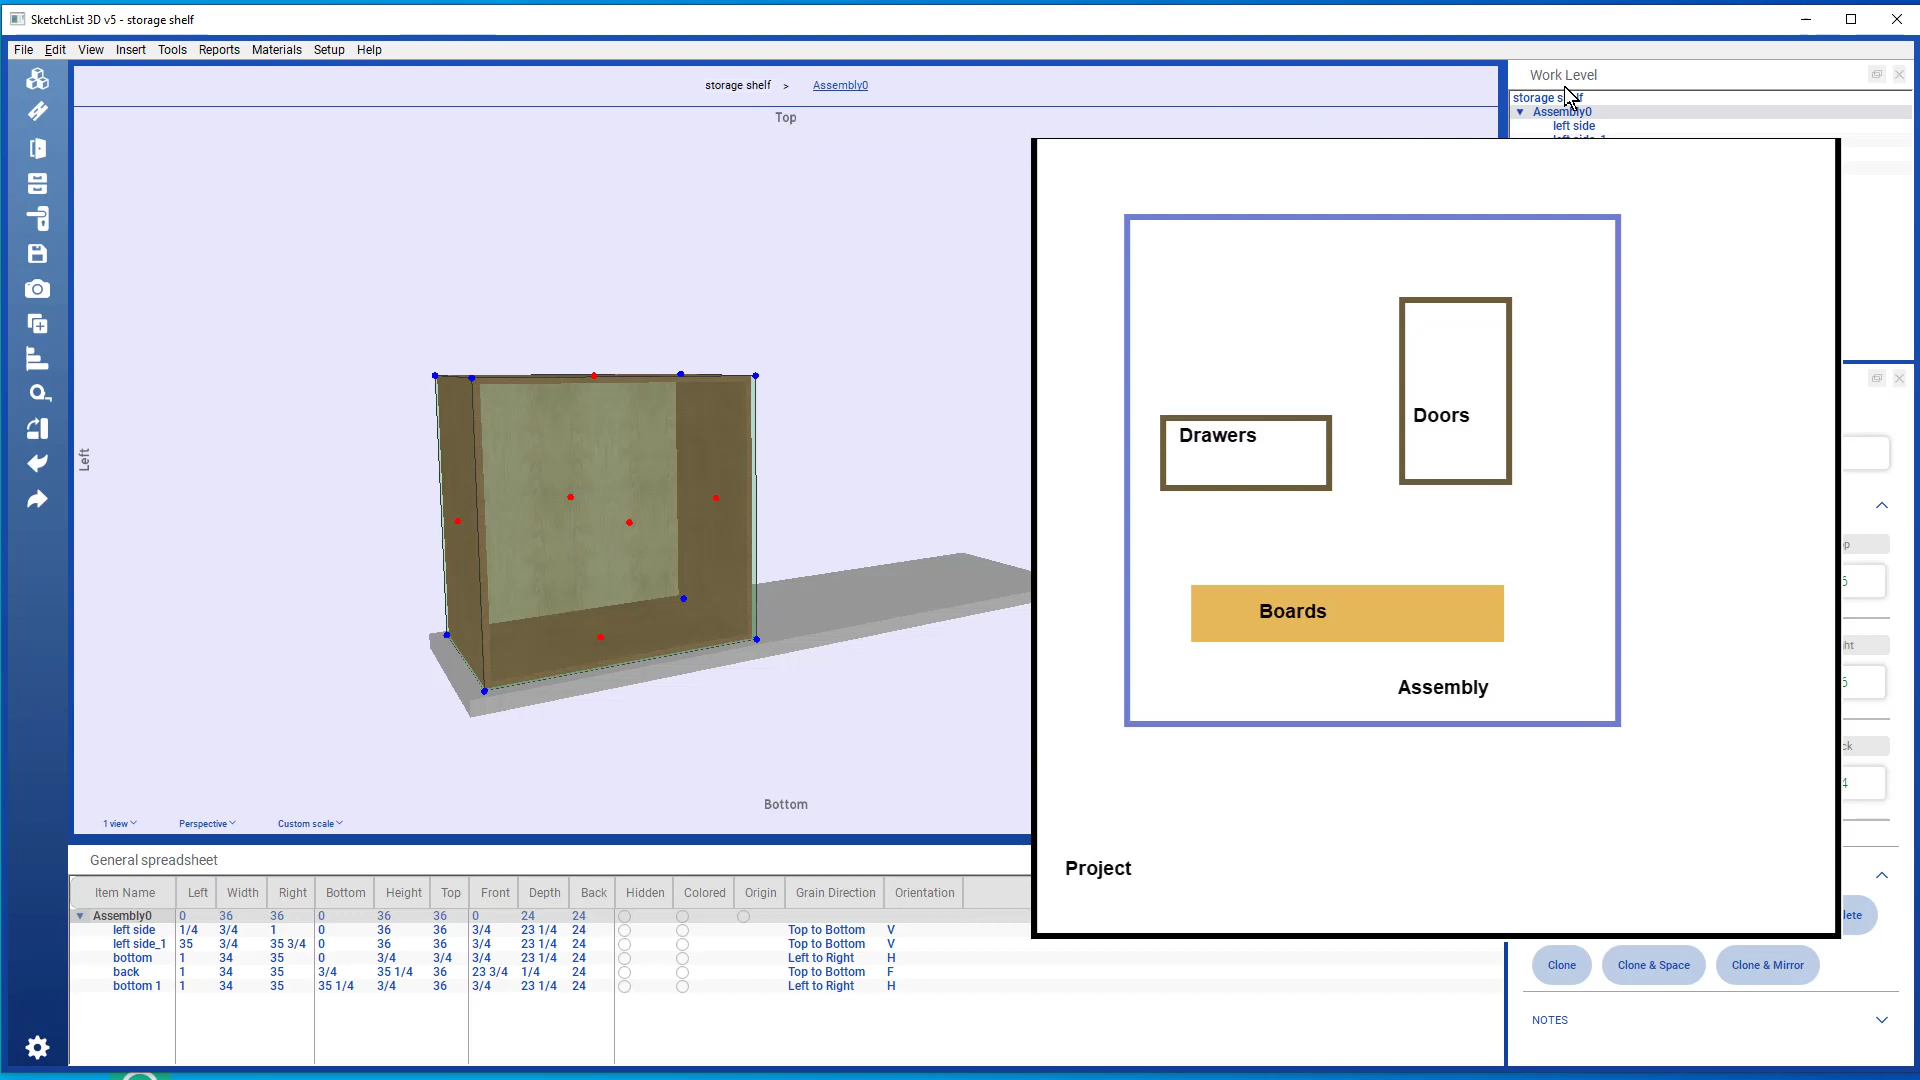 SketchList 3D v5 - storage shelf
File Edit View Insert Tools Reports Materials Setup Help
storage shelf > Assembly0
Top
Left
Bottom
1 view Perspective Custom scale
Work Level
storage shelf
Assembly0
left side
Drawers
Doors
Boards
Assembly
Project
General spreadsheet
Item Name Left Width Right Bottom Height Top Front Depth Back Hidden Colored Origin Grain Direction Orientation
Assembly0 0 36 36 0 36 36 0 24 24
left side 1/4 3/4 1 0 36 36 3/4 23 1/4 24 Top to Bottom V
left side_1 35 3/4 35 3/4 0 36 36 3/4 23 1/4 24 Top to Bottom V
bottom 1 34 35 0 3/4 3/4 3/4 23 1/4 24 Left to Right H
back 1 34 35 3/4 35 1/4 36 23 3/4 1/4 24 Top to Bottom F
bottom 1 1 34 35 35 1/4 3/4 36 3/4 23 1/4 24 Left to Right H
Clone Clone & Space Clone & Mirror
NOTES